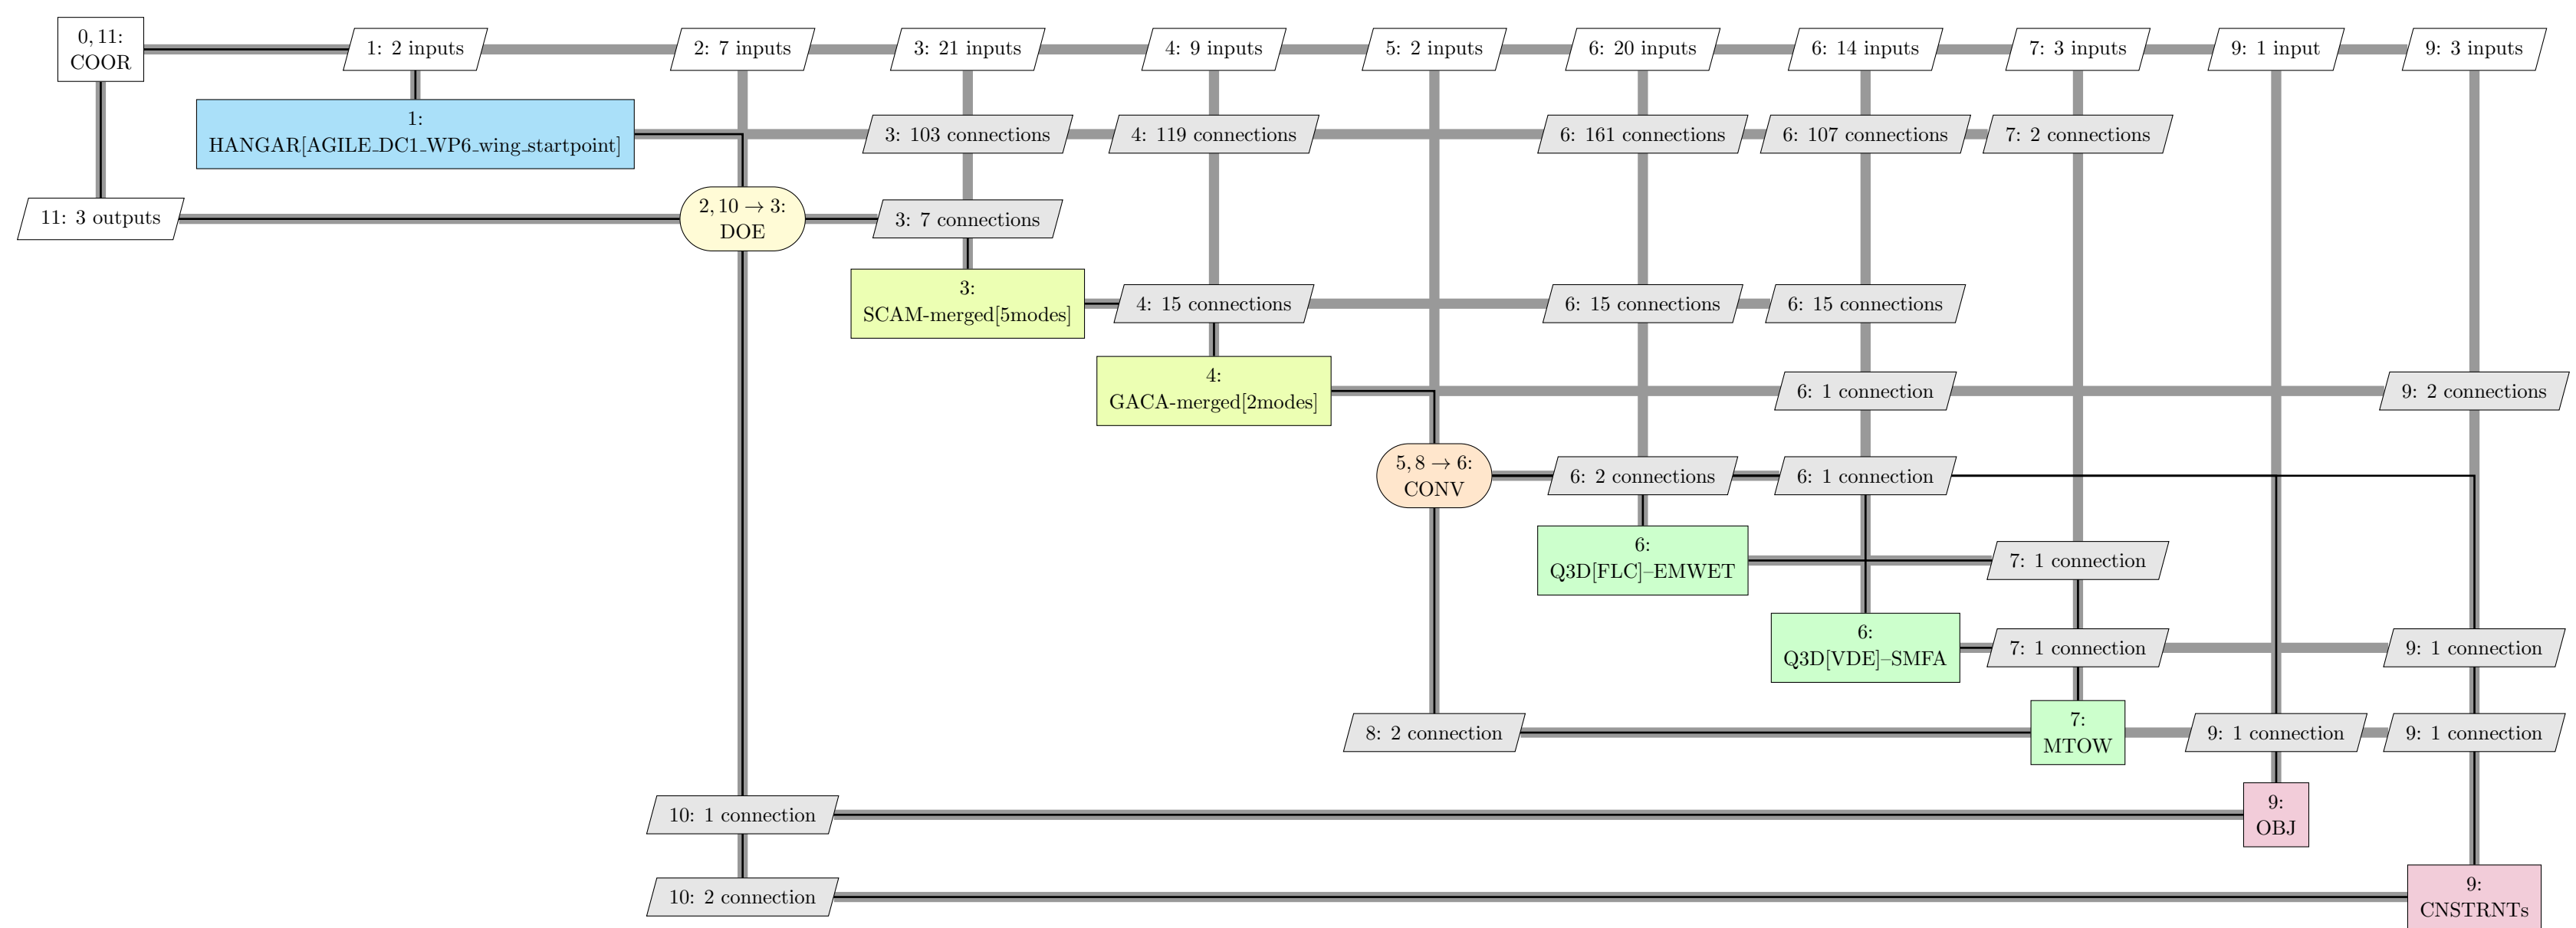 0, 11:
COOR
1: 2 inputs
2: 7 inputs
3: 21 inputs
4: 9 inputs
5: 2 inputs
6: 20 inputs
6: 14 inputs
7: 3 inputs
9: 1 input
9: 3 inputs
1:
HANGAR[AGILE_DC1_WP6_wing_startpoint]
3: 103 connections
4: 119 connections
6: 161 connections
6: 107 connections
7: 2 connections
11: 3 outputs
2, 10 → 3:
DOE
3: 7 connections
3:
SCAM-merged[5modes]
4: 15 connections
6: 15 connections
6: 15 connections
4:
GACA-merged[2modes]
6: 1 connection
9: 2 connections
5, 8 → 6:
CONV
6: 2 connections
6: 1 connection
6:
Q3D[FLC]–EMWET
7: 1 connection
6:
Q3D[VDE]–SMFA
7: 1 connection
9: 1 connection
8: 2 connection
7:
MTOW
9: 1 connection
9: 1 connection
10: 1 connection
9:
OBJ
10: 2 connection
9:
CNSTRNTs